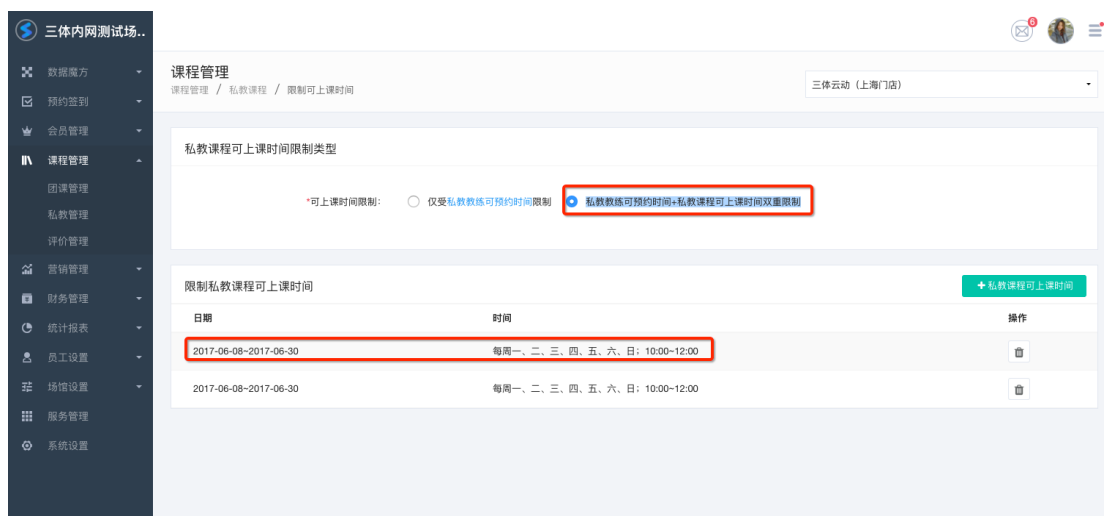 三体内网测试场..
6
数据魔方
预约签到
会员管理
课程管理
团课管理
私教管理
评价管理
营销管理
财务管理
统计报表
员工设置
场馆设置
服务管理
系统设置
课程管理
课程管理 / 私教课程 / 限制可上课时间
三体云动（上海门店）
私教课程可上课时间限制类型
*可上课时间限制： 仅受私教教练可预约时间限制 私教教练可预约时间+私教课程可上课时间双重限制
限制私教课程可上课时间
+私教课程可上课时间
日期 时间 操作
2017-06-08~2017-06-30 每周一、二、三、四、五、六、日；10:00~12:00
2017-06-08~2017-06-30 每周一、二、三、四、五、六、日；10:00~12:00